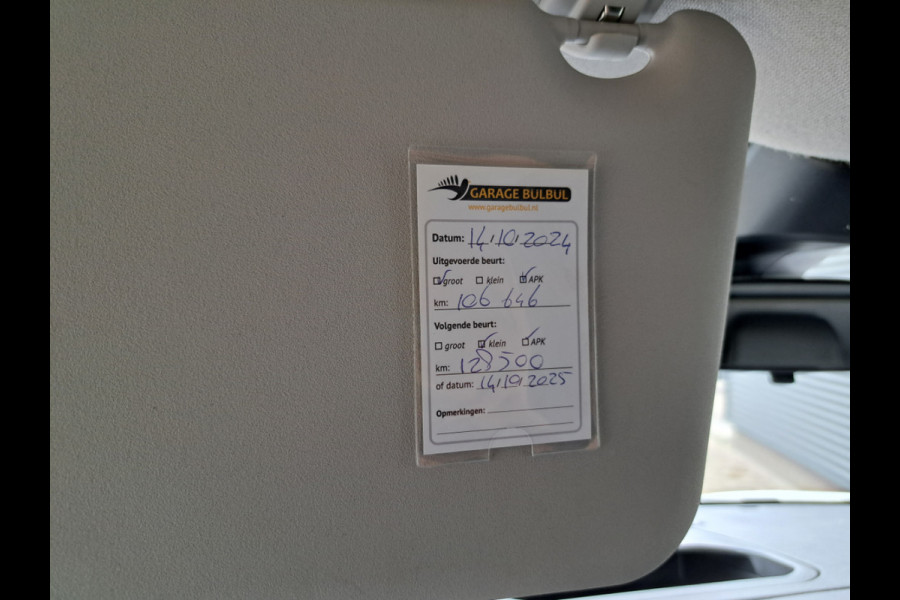 GARAGE BULBUL
www.garagebulbul.nl
Datum: 14,10,2024
Uitgevoerde beurt:
groot klein APK
km: 106 646
Volgende beurt:
groot klein APK
km: 128500
of datum: 14,10,2025
Opmerkingen: